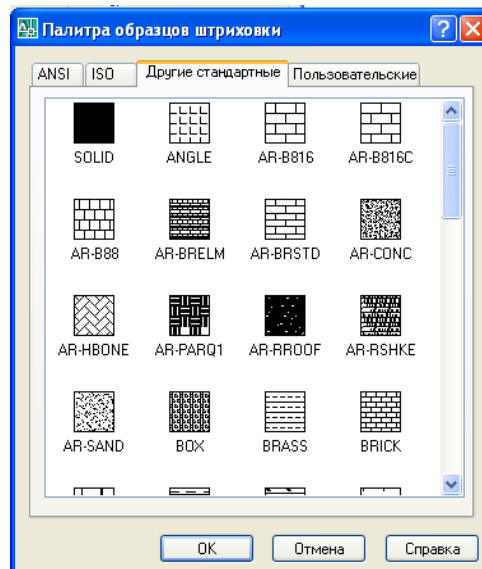 Палитра образцов штриховки
ANSI ISO Другие стандартные Пользовательские
SOLID ANGLE AR-B816 AR-B816C
AR-B88 AR-BRELM AR-BRSTD AR-CONC
AR-HBONE AR-PARQ1 AR-RROOF AR-RSHKE
AR-SAND BOX BRASS BRICK
OK Отмена Справка